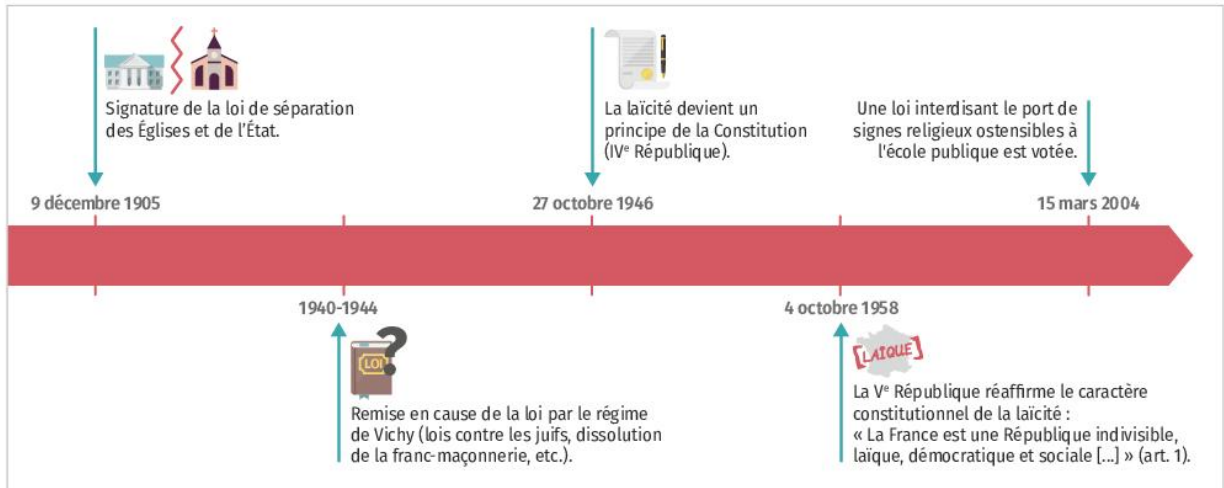 Signature de la loi de séparation
des Églises et de l'État.
La laïcité devient un
principe de la Constitution
(IVe République).
Une loi interdisant le port de
signes religieux ostensibles à
l'école publique est votée.
9 décembre 1905
27 octobre 1946
15 mars 2004
1940-1944
4 octobre 1958
LOI
?
[LAÏQUE]
Remise en cause de la loi par le régime
de Vichy (lois contre les juifs, dissolution
de la franc-maçonnerie, etc.).
La Ve République réaffirme le caractère
constitutionnel de la laïcité :
« La France est une République indivisible,
laïque, démocratique et sociale [...] » (art. 1).